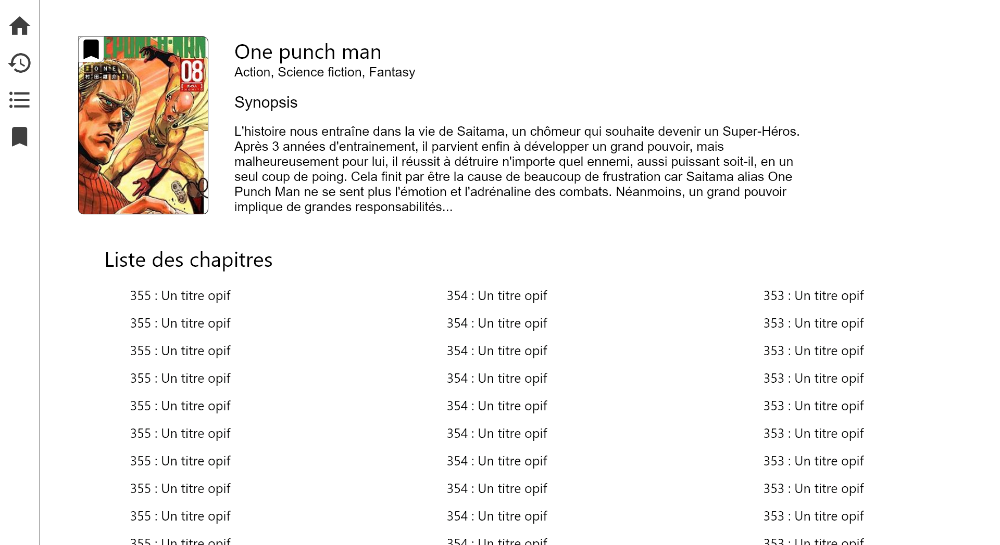 EPUNCH-MAN
08
ONE
村田雄介
[あの人]
ANOHITO
One punch man
Action, Science fiction, Fantasy
Synopsis
L'histoire nous entraîne dans la vie de Saitama, un chômeur qui souhaite devenir un Super-Héros.
Après 3 années d'entrainement, il parvient enfin à développer un grand pouvoir, mais
malheureusement pour lui, il réussit à détruire n'importe quel ennemi, aussi puissant soit-il, en un
seul coup de poing. Cela finit par être la cause de beaucoup de frustration car Saitama alias One
Punch Man ne se sent plus l'émotion et l'adrénaline des combats. Néanmoins, un grand pouvoir
implique de grandes responsabilités...
Liste des chapitres
355 : Un titre opif 354 : Un titre opif 353 : Un titre opif
355 : Un titre opif 354 : Un titre opif 353 : Un titre opif
355 : Un titre opif 354 : Un titre opif 353 : Un titre opif
355 : Un titre opif 354 : Un titre opif 353 : Un titre opif
355 : Un titre opif 354 : Un titre opif 353 : Un titre opif
355 : Un titre opif 354 : Un titre opif 353 : Un titre opif
355 : Un titre opif 354 : Un titre opif 353 : Un titre opif
355 : Un titre opif 354 : Un titre opif 353 : Un titre opif
355 : Un titre opif 354 : Un titre opif 353 : Un titre opif
355 : Un titre opif 354 : Un titre opif 353 : Un titre opif